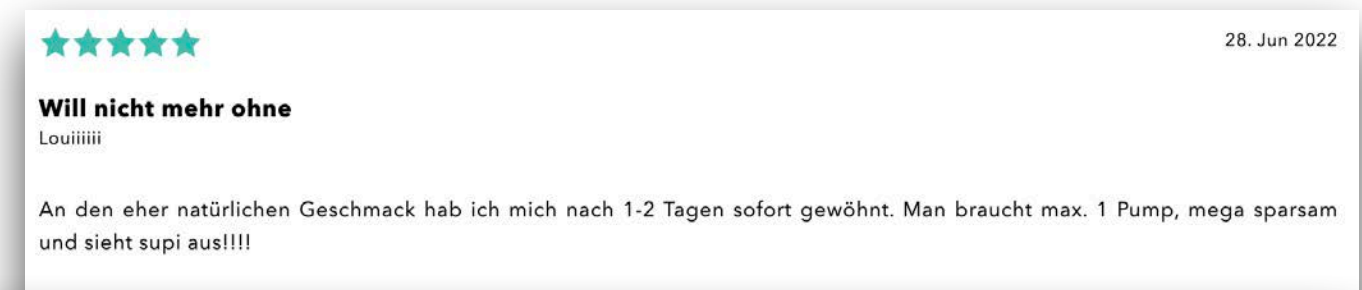 28. Jun 2022
Will nicht mehr ohne
Louiiiiii
An den eher natürlichen Geschmack hab ich mich nach 1-2 Tagen sofort gewöhnt. Man braucht max. 1 Pump, mega sparsam
und sieht supi aus!!!!